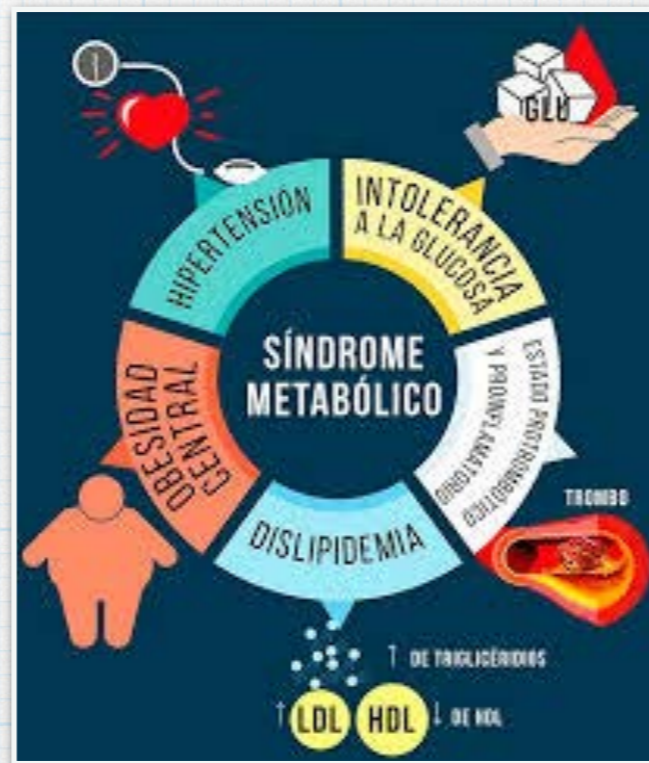 GLU
HIPERTENSIÓN
INTOLERANCIA
A LA GLUCOSA
SÍNDROME
METABÓLICO
OBESIDAD
CENTRAL
ESTADO PROTROMBÓTICO
Y PROINFLAMATORIO
TROMBO
DISLIPIDEMIA
↑ DE TRIGLICÉRIDIOS
↑ LDL HDL ↓ DE HDL